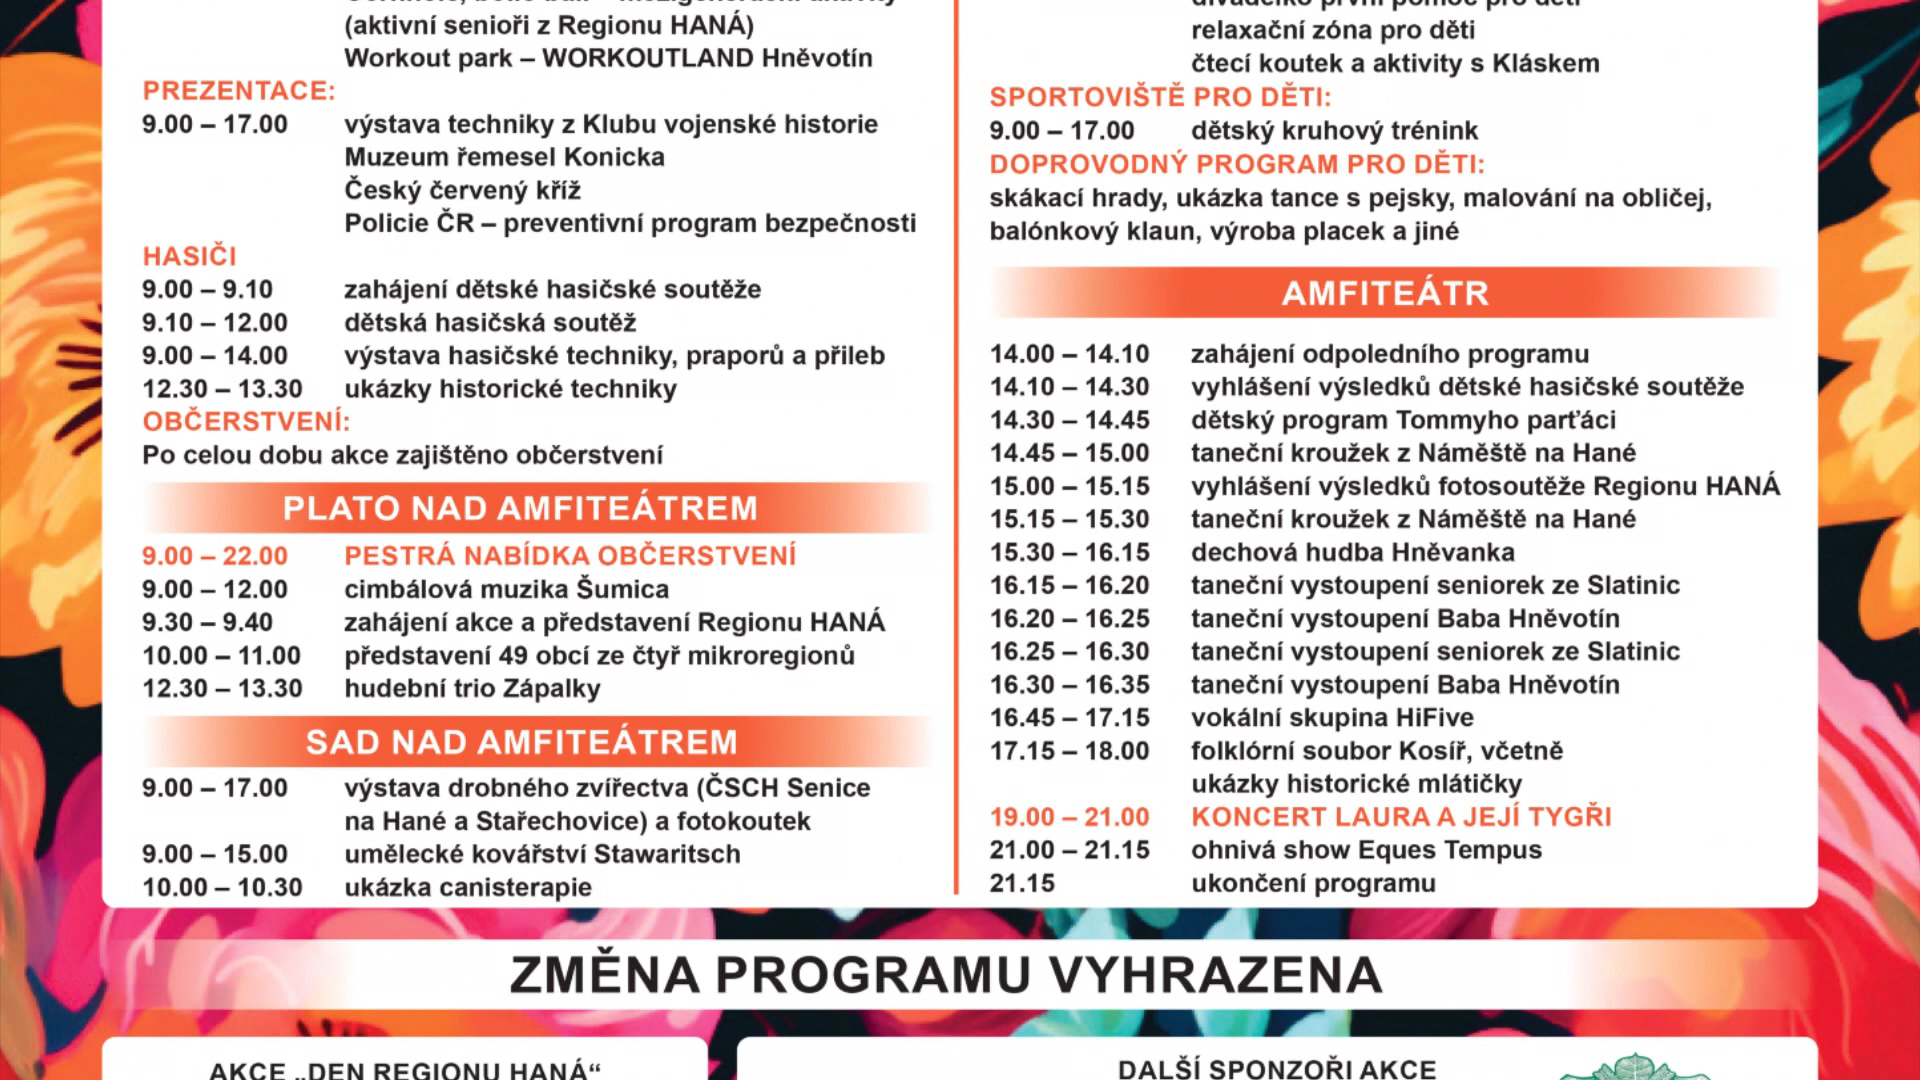 (aktivní senioři z Regionu HANÁ)
Workout park – WORKOUTLAND Hněvotín
PREZENTACE:
9.00 – 17.00 výstava techniky z Klubu vojenské historie
Muzeum řemesel Konicka
Český červený kříž
Policie ČR – preventivní program bezpečnosti
HASIČI
9.00 – 9.10 zahájení dětské hasičské soutěže
9.10 – 12.00 dětská hasičská soutěž
9.00 – 14.00 výstava hasičské techniky, praporů a přileb
12.30 – 13.30 ukázky historické techniky
OBČERSTVENÍ:
Po celou dobu akce zajištěno občerstvení
PLATO NAD AMFITEÁTREM
9.00 – 22.00 PESTRÁ NABÍDKA OBČERSTVENÍ
9.00 – 12.00 cimbálová muzika Šumica
9.30 – 9.40 zahájení akce a představení Regionu HANÁ
10.00 – 11.00 představení 49 obcí ze čtyř mikroregionů
12.30 – 13.30 hudební trio Zápalky
SAD NAD AMFITEÁTREM
9.00 – 17.00 výstava drobného zvířectva (ČSCH Senice
na Hané a Stařechovice) a fotokoutek
9.00 – 15.00 umělecké kovářství Stawaritsch
10.00 – 10.30 ukázka canisterapie
divadélko první pomoc pro děti
relaxační zóna pro děti
čtecí koutek a aktivity s Kláskem
SPORTOVIŠTĚ PRO DĚTI:
9.00 – 17.00 dětský kruhový trénink
DOPROVODNÝ PROGRAM PRO DĚTI:
skákací hrady, ukázka tance s pejsky, malování na obličej,
balónkový klaun, výroba placek a jiné
AMFITEÁTR
14.00 – 14.10 zahájení odpoledního programu
14.10 – 14.30 vyhlášení výsledků dětské hasičské soutěže
14.30 – 14.45 dětský program Tommyho parťáci
14.45 – 15.00 taneční kroužek z Náměště na Hané
15.00 – 15.15 vyhlášení výsledků fotosoutěže Regionu HANÁ
15.15 – 15.30 taneční kroužek z Náměště na Hané
15.30 – 16.15 dechová hudba Hněvanka
16.15 – 16.20 taneční vystoupení seniorek ze Slatinic
16.20 – 16.25 taneční vystoupení Baba Hněvotín
16.25 – 16.30 taneční vystoupení seniorek ze Slatinic
16.30 – 16.35 taneční vystoupení Baba Hněvotín
16.45 – 17.15 vokální skupina HiFive
17.15 – 18.00 folklórní soubor Kosíř, včetně
ukázky historické mlátičky
19.00 – 21.00 KONCERT LAURA A JEJÍ TYGŘI
21.00 – 21.15 ohnivá show Eques Tempus
21.15 ukončení programu
ZMĚNA PROGRAMU VYHRAZENA
AKCE „DEN REGIONU HANÁ“
DALŠÍ SPONZOŘI AKCE